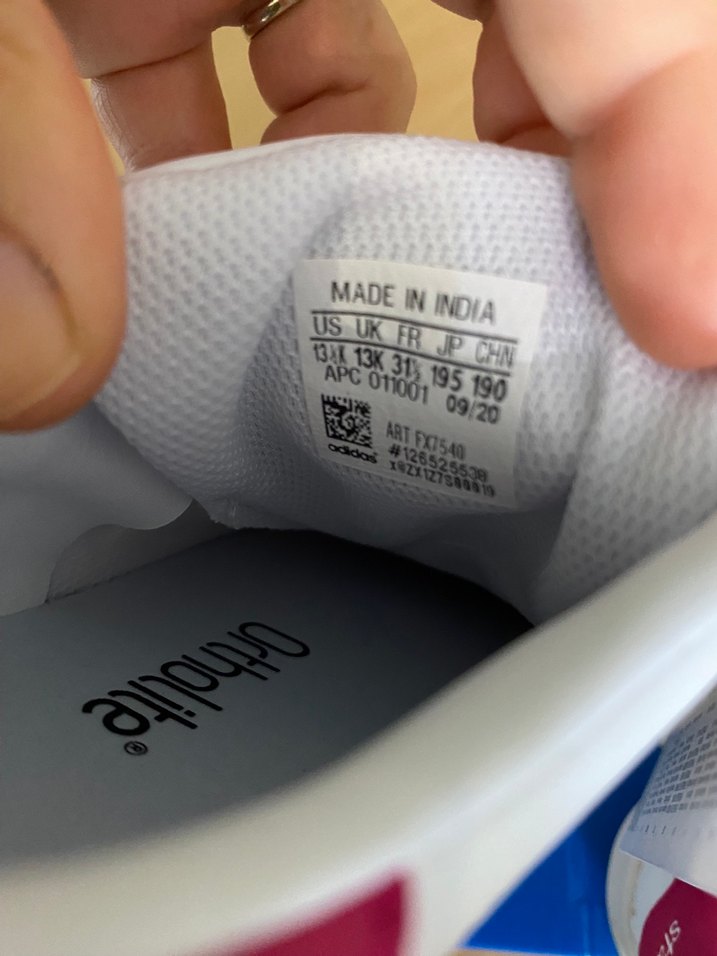 MADE IN INDIA
US UK FR JP CHN
13½K 13K 31½ 195 190
APC 011001 09/20
ART FX7540
#126525538
adidas
Ortholite®